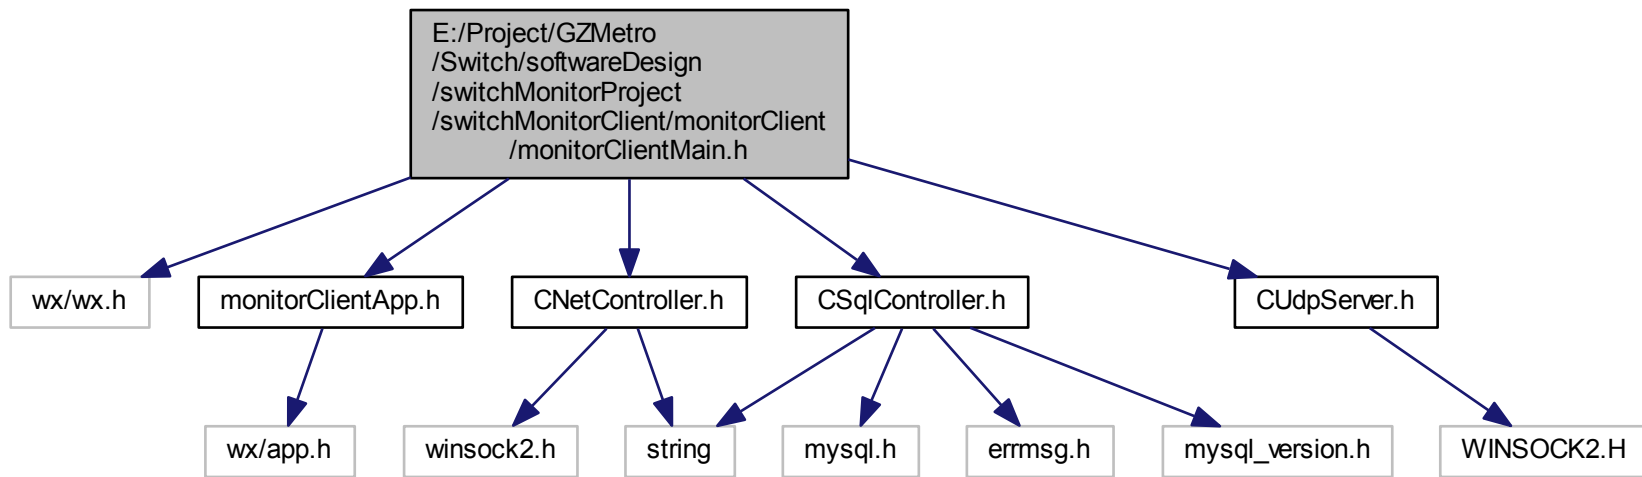 E:/Project/GZMetro
/Switch/softwareDesign
/switchMonitorProject
/switchMonitorClient/monitorClient
/monitorClientMain.h
wx/wx.h
monitorClientApp.h
CNetController.h
CSqlController.h
CUdpServer.h
wx/app.h
winsock2.h
string
mysql.h
errmsg.h
mysql_version.h
WINSOCK2.H